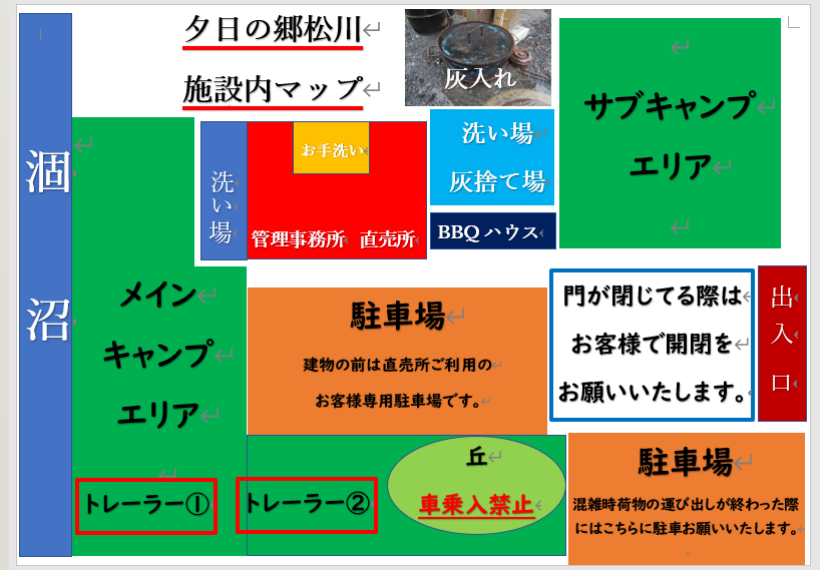 夕日の郷松川
施設内マップ
灰入れ
サブキャンプ
エリア
涸
沼
洗い場
お手洗い
管理事務所 直売所
洗い場
灰捨て場
BBQ ハウス
メイン
キャンプ
エリア
駐車場
建物の前は直売所ご利用の
お客様専用駐車場です。
門が閉じてる際は
お客様で開閉を
お願いいたします。
出入口
トレーラー①
トレーラー②
丘
車乗入禁止
駐車場
混雑時荷物の運び出しが終わった際
にはこちらに駐車お願いいたします。